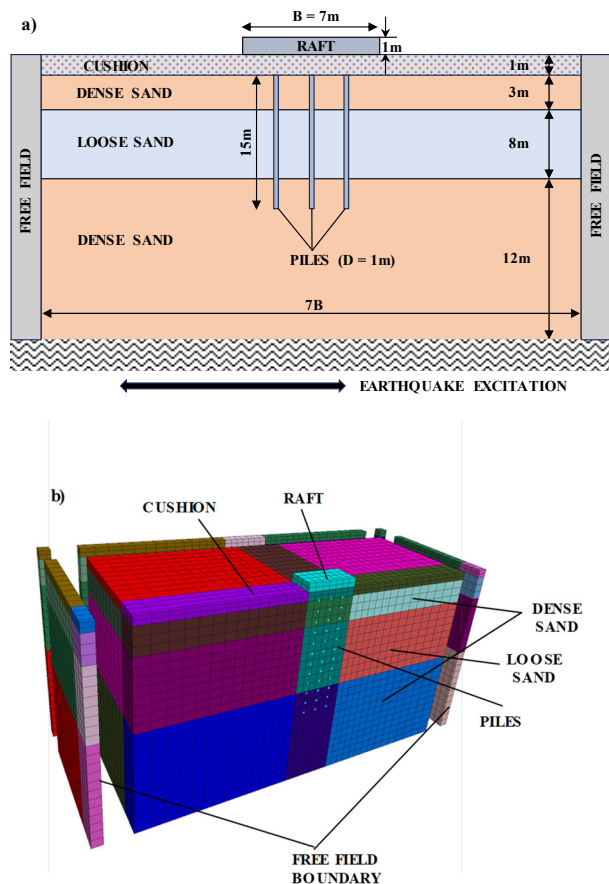 a)
B = 7m
RAFT
1m
CUSHION
1m
DENSE SAND
3m
15m
LOOSE SAND
8m
FREE FIELD
FREE FIELD
DENSE SAND
PILES (D = 1m)
12m
7B
EARTHQUAKE EXCITATION
b)
RAFT
CUSHION
DENSE
SAND
LOOSE
SAND
PILES
FREE FIELD
BOUNDARY